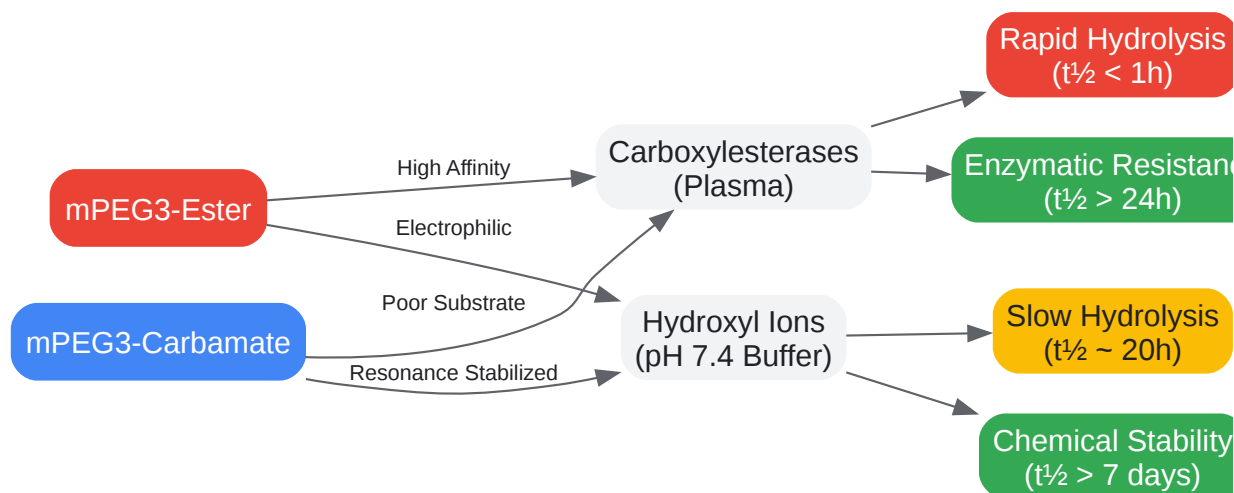 mPEG3-Ester
mPEG3-Carbamate
High Affinity
Electrophilic
Poor Substrate
Resonance Stabilized
Carboxylesterases
(Plasma)
Hydroxyl Ions
(pH 7.4 Buffer)
Rapid Hydrolysis
(t½ < 1h)
Enzymatic Resistance
(t½ > 24h)
Slow Hydrolysis
(t½ ~ 20h)
Chemical Stability
(t½ > 7 days)